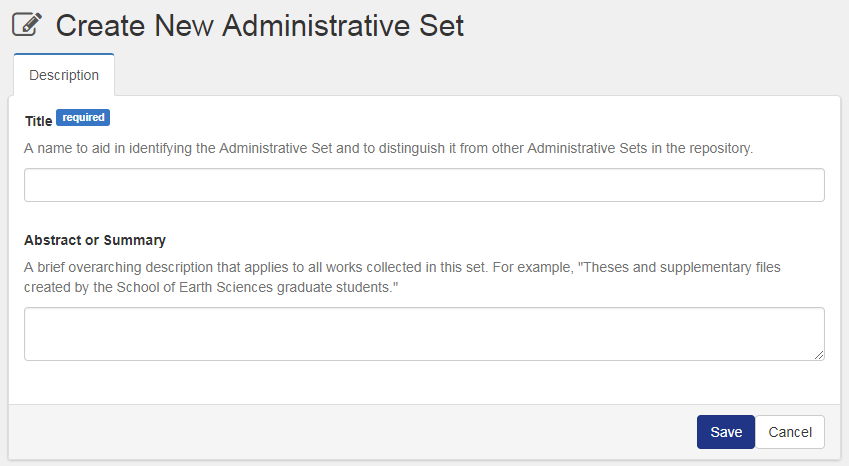 Create New Administrative Set
Description
Title required
A name to aid in identifying the Administrative Set and to distinguish it from other Administrative Sets in the repository.
Abstract or Summary
A brief overarching description that applies to all works collected in this set. For example, "Theses and supplementary files
created by the School of Earth Sciences graduate students."
Save Cancel